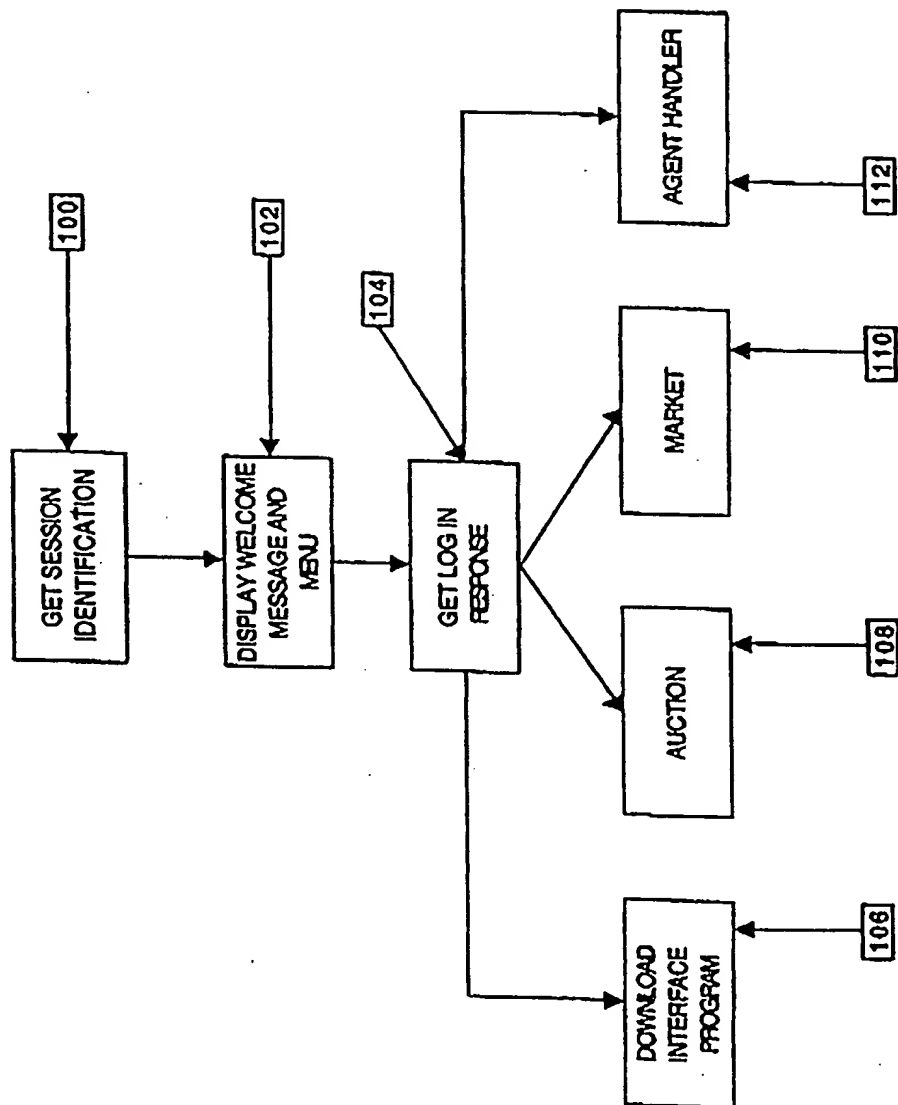 100
GET SESSION
IDENTIFICATION
102
DISPLAY WELCOME
MESSAGE AND
MENU
104
GET LOG IN
RESPONSE
DOWNLOAD
INTERFACE
PROGRAM
106
AUCTION
108
MARKET
110
AGENT HANDLER
112